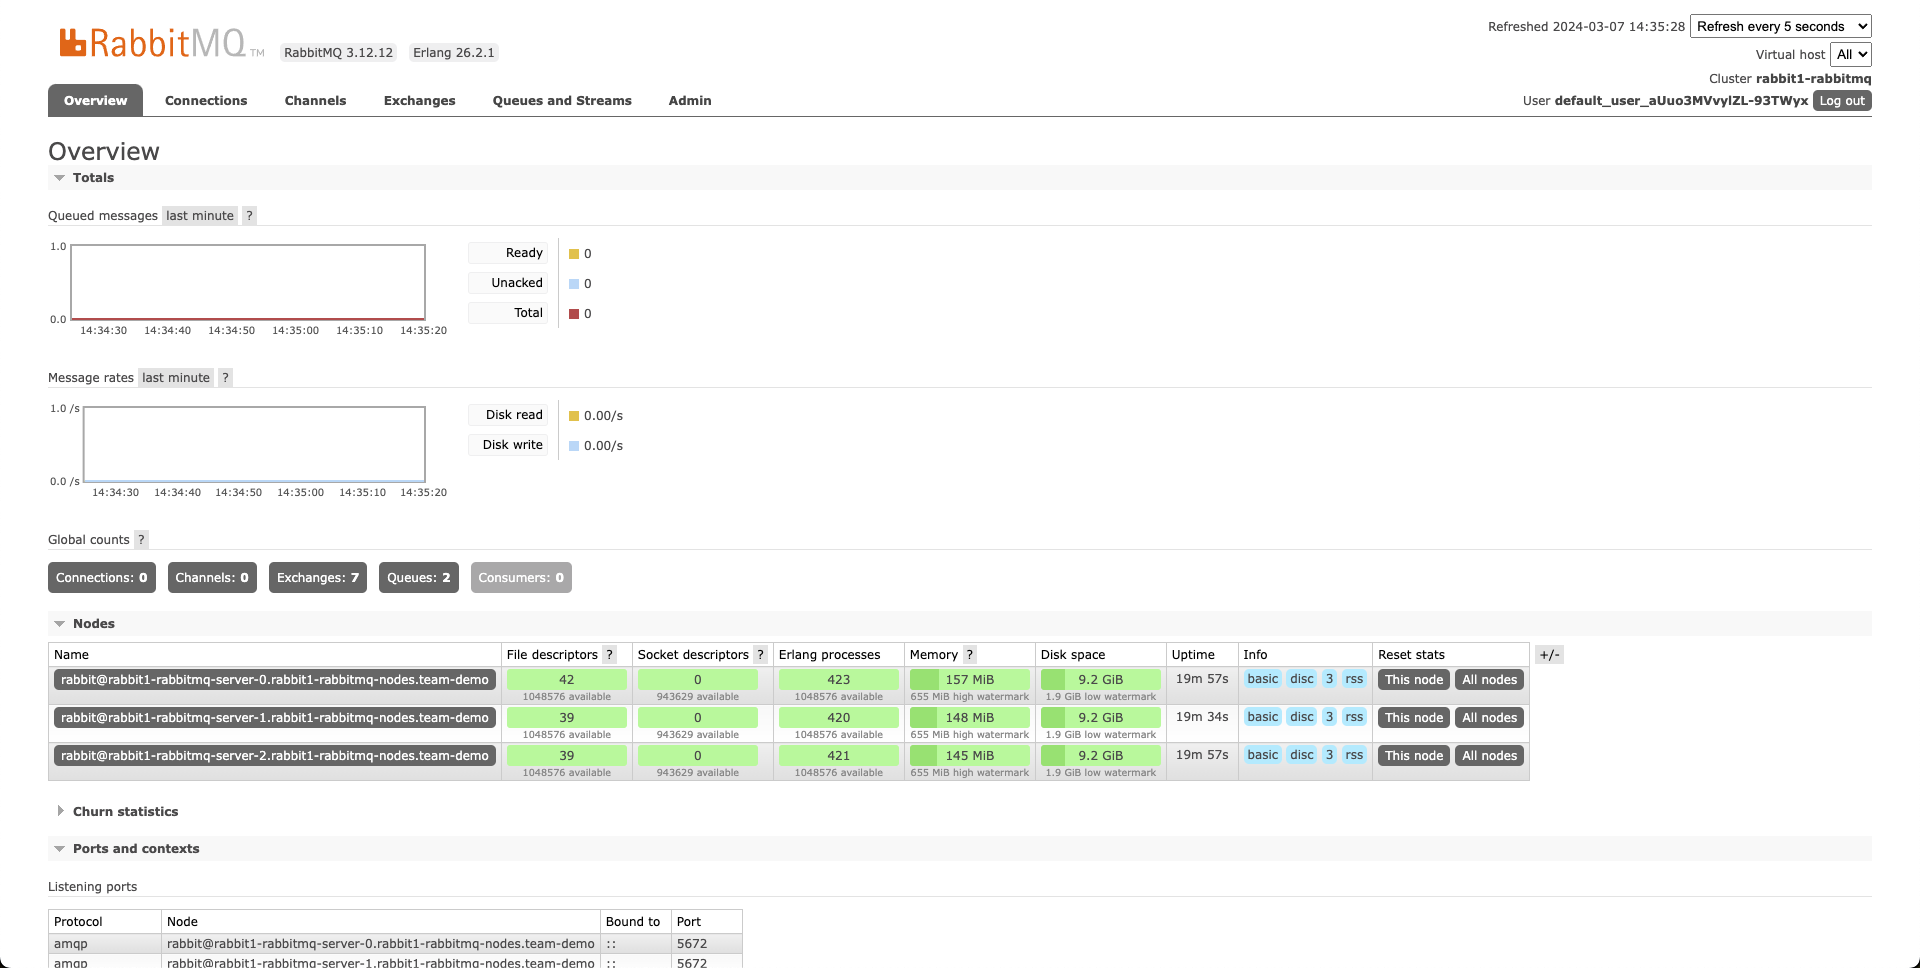 RabbitMQ TM RabbitMQ 3.12.12 Erlang 26.2.1
Refreshed 2024-03-07 14:35:28 Refresh every 5 seconds
Virtual host All
Cluster rabbit1-rabbitmq
User default_user_aUuo3MVvylZL-93TWyx Log out
Overview Connections Channels Exchanges Queues and Streams Admin
Overview
Totals
Queued messages last minute ?
1.0
0.0
14:34:30 14:34:40 14:34:50 14:35:00 14:35:10 14:35:20
Ready 0
Unacked 0
Total 0
Message rates last minute ?
1.0 /s
0.0 /s
14:34:30 14:34:40 14:34:50 14:35:00 14:35:10 14:35:20
Disk read 0.00/s
Disk write 0.00/s
Global counts ?
Connections: 0 Channels: 0 Exchanges: 7 Queues: 2 Consumers: 0
Nodes
Name File descriptors ? Socket descriptors ? Erlang processes Memory ? Disk space Uptime Info Reset stats +/-
rabbit@rabbit1-rabbitmq-server-0.rabbit1-rabbitmq-nodes.team-demo 42 0 423 157 MiB 9.2 GiB 19m 57s basic disc 3 rss This node All nodes
1048576 available 943629 available 1048576 available 655 MiB high watermark 1.9 GiB low watermark
rabbit@rabbit1-rabbitmq-server-1.rabbit1-rabbitmq-nodes.team-demo 39 0 420 148 MiB 9.2 GiB 19m 34s basic disc 3 rss This node All nodes
1048576 available 943629 available 1048576 available 655 MiB high watermark 1.9 GiB low watermark
rabbit@rabbit1-rabbitmq-server-2.rabbit1-rabbitmq-nodes.team-demo 39 0 421 145 MiB 9.2 GiB 19m 57s basic disc 3 rss This node All nodes
1048576 available 943629 available 1048576 available 655 MiB high watermark 1.9 GiB low watermark
Churn statistics
Ports and contexts
Listening ports
Protocol Node Bound to Port
amqp rabbit@rabbit1-rabbitmq-server-0.rabbit1-rabbitmq-nodes.team-demo :: 5672
amqp rabbit@rabbit1-rabbitmq-server-1.rabbit1-rabbitmq-nodes.team-demo :: 5672